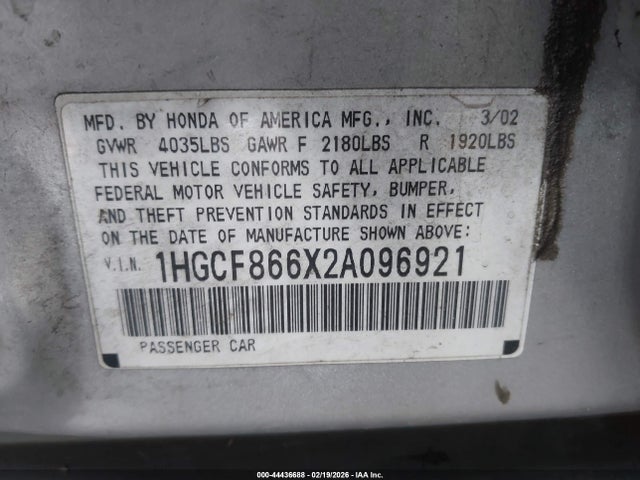 MFD. BY HONDA OF AMERICA MFG., INC. 3/02
GVWR 4035LBS GAWR F 2180LBS R 1920LBS
THIS VEHICLE CONFORMS TO ALL APPLICABLE
FEDERAL MOTOR VEHICLE SAFETY, BUMPER,
AND THEFT PREVENTION STANDARDS IN EFFECT
ON THE DATE OF MANUFACTURE SHOWN ABOVE:
V.I.N. 1HGCF866X2A096921
PASSENGER CAR
000-44436688 - 02/19/2026 - IAA Inc.